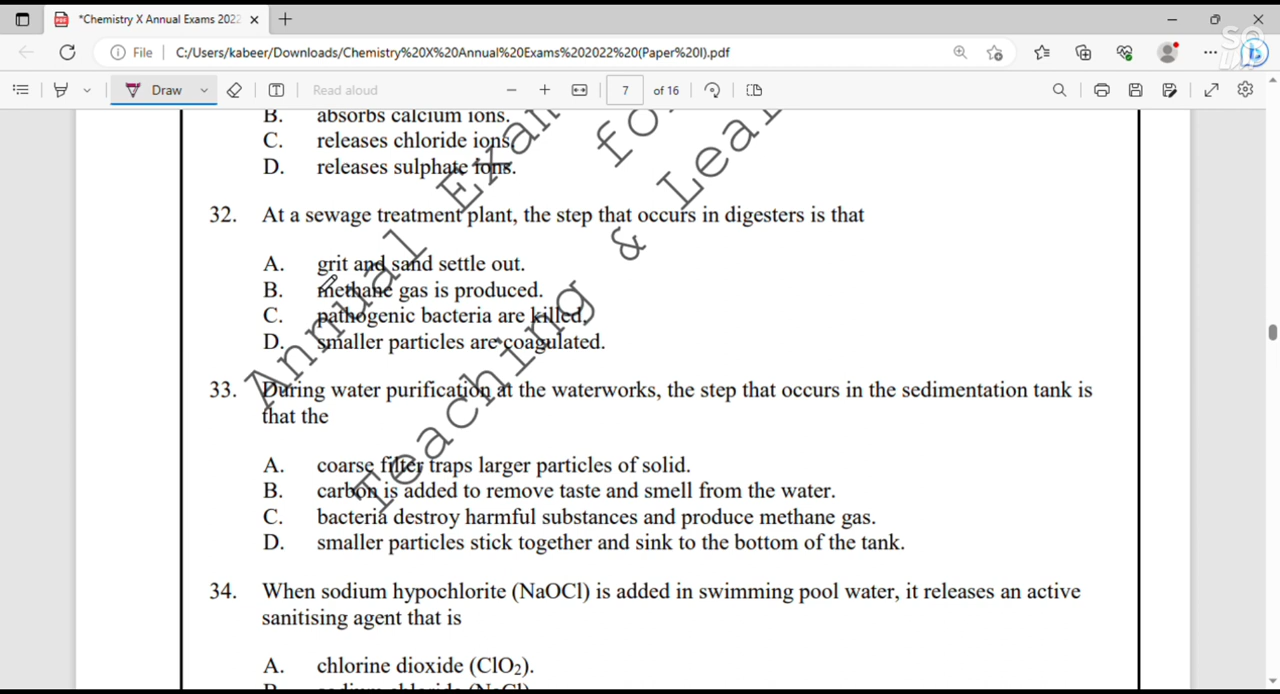 *Chemistry X Annual Exams 2022
File C:/Users/kabeer/Downloads/Chemistry%20X%20Annual%20Exams%202022%20(Paper%20I).pdf
Draw Read aloud 7 of 16
B. absorbs calcium ions.
C. releases chloride ions.
D. releases sulphate ions.
32. At a sewage treatment plant, the step that occurs in digesters is that
A. grit and sand settle out.
B. methane gas is produced.
C. pathogenic bacteria are killed.
D. smaller particles are coagulated.
33. During water purification at the waterworks, the step that occurs in the sedimentation tank is
that the
A. coarse filter traps larger particles of solid.
B. carbon is added to remove taste and smell from the water.
C. bacteria destroy harmful substances and produce methane gas.
D. smaller particles stick together and sink to the bottom of the tank.
34. When sodium hypochlorite (NaOCl) is added in swimming pool water, it releases an active
sanitising agent that is
A. chlorine dioxide (ClO₂).
B. sodium chloride (NaCl)
Annual Exam
for
Teaching & Lear